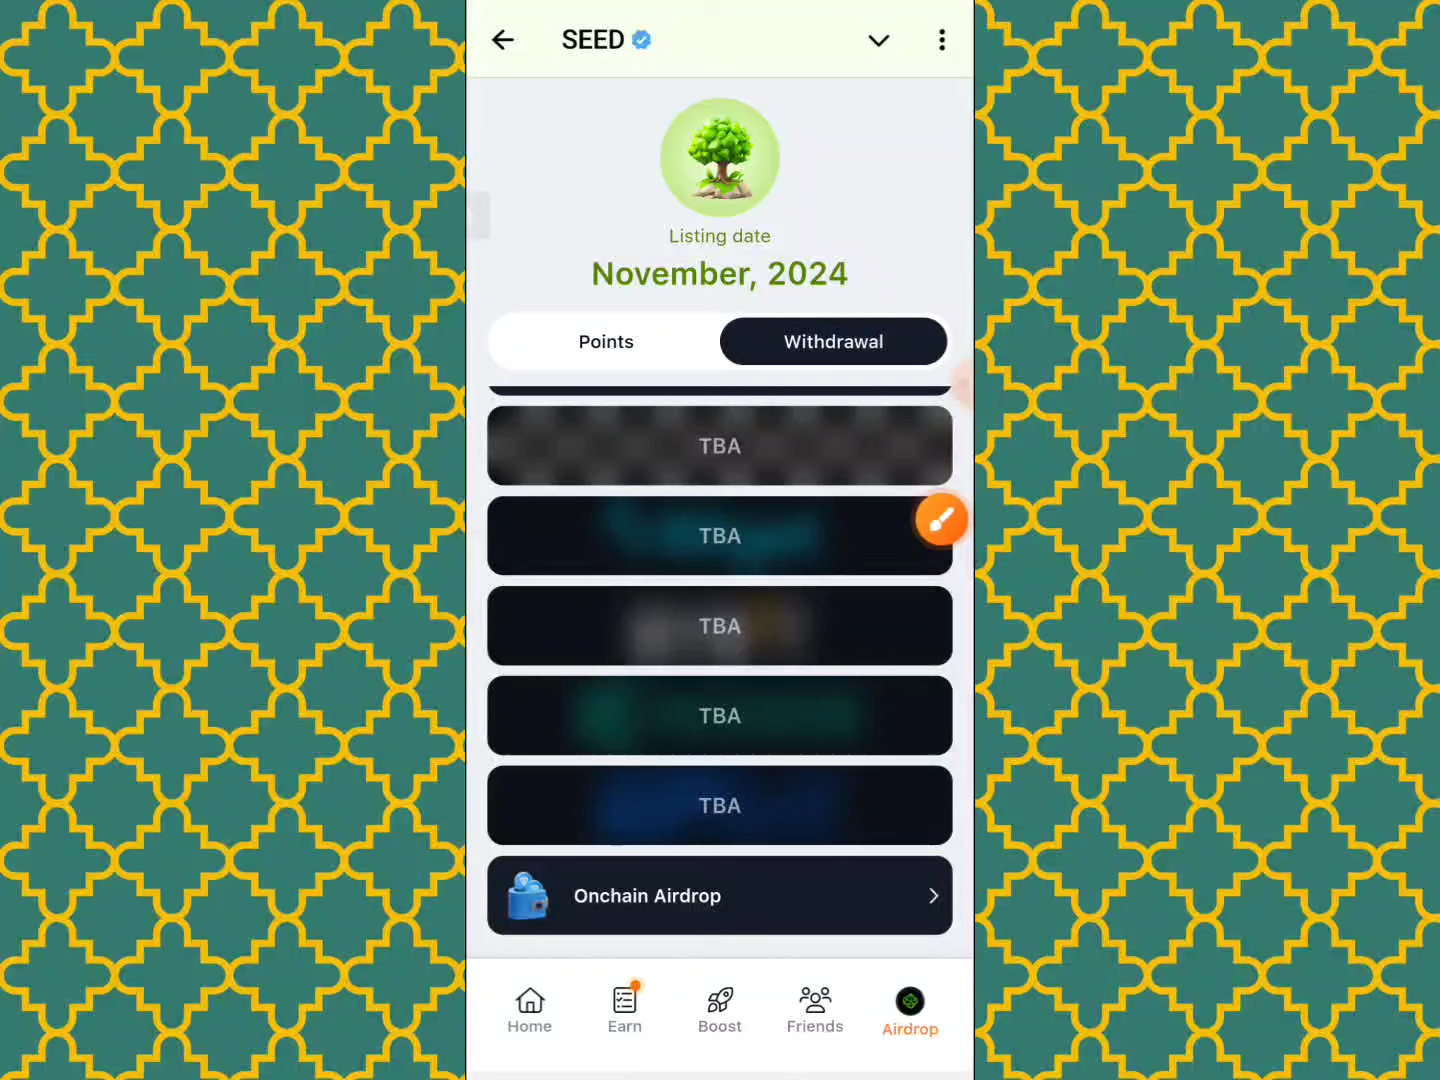 SEED
Listing date
November, 2024
Points
Withdrawal
TBA
TBA
TBA
TBA
TBA
Onchain Airdrop
Home
Earn
Boost
Friends
Airdrop